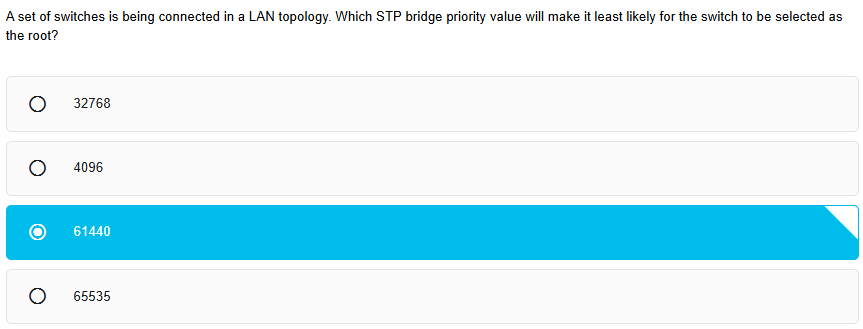 A set of switches is being connected in a LAN topology. Which STP bridge priority value will make it least likely for the switch to be selected as
the root?
32768
4096
61440
65535